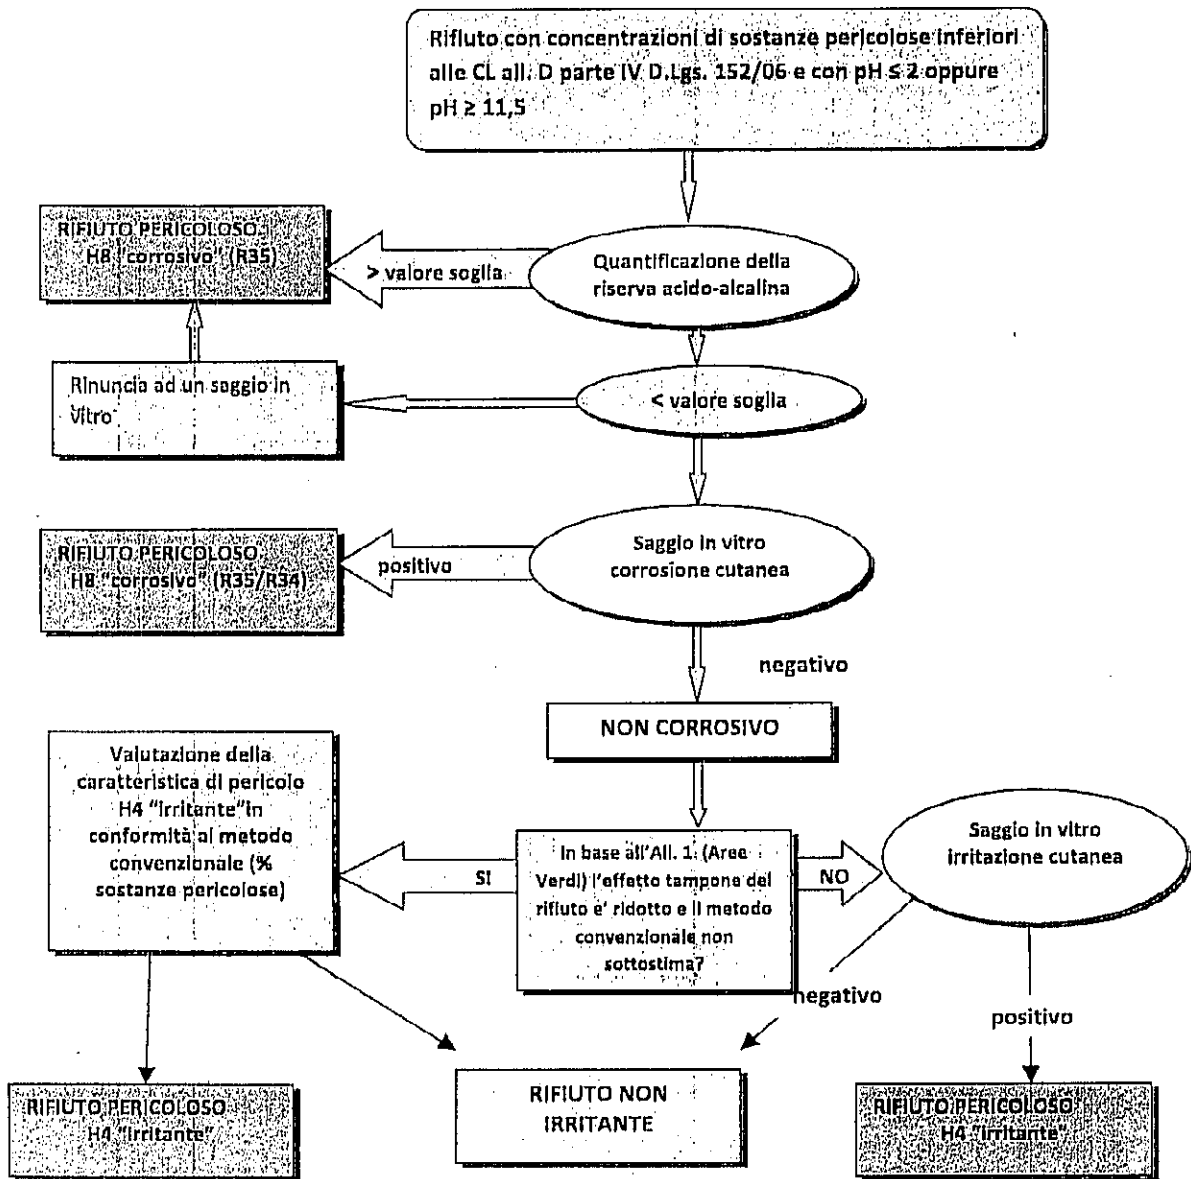 Rifiuto con concentrazioni di sostanze pericolose inferiori
alle CL all. D parte IV D.Lgs. 152/06 e con pH ≤ 2 oppure
pH ≥ 11,5
RIFIUTO PERICOLOSO
H8 "corrosivo" (R35)
> valore soglia
Quantificazione della
riserva acido-alcalina
Rinuncia ad un saggio in
vitro
< valore soglia
RIFIUTO PERICOLOSO
H8 "corrosivo" (R35/R34)
positivo
Saggio in vitro
corrosione cutanea
negativo
NON CORROSIVO
Valutazione della
caratteristica di pericolo
H4 "irritante"in
conformità al metodo
convenzionale (%
sostanze pericolose)
SI
In base all'All. 1 (Aree
Verdi) l'effetto tampone del
rifiuto e' ridotto e il metodo
convenzionale non
sottostima?
NO
Saggio in vitro
irritazione cutanea
negativo
positivo
RIFIUTO PERICOLOSO
H4 "irritante"
RIFIUTO NON
IRRITANTE
RIFIUTO PERICOLOSO
H4 "irritante"